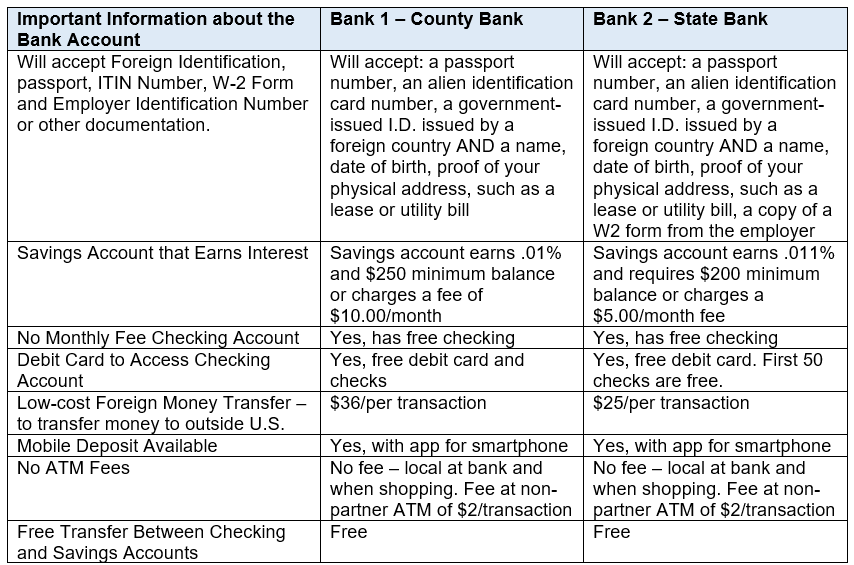 Important Information about the
Bank Account
Bank 1 – County Bank
Bank 2 – State Bank
Will accept Foreign Identification,
passport, ITIN Number, W-2 Form
and Employer Identification Number
or other documentation.
Will accept: a passport
number, an alien identification
card number, a government-
issued I.D. issued by a
foreign country AND a name,
date of birth, proof of your
physical address, such as a
lease or utility bill
Will accept: a passport
number, an alien identification
card number, a government-
issued I.D. issued by a
foreign country AND a name,
date of birth, proof of your
physical address, such as a
lease or utility bill, a copy of a
W2 form from the employer
Savings Account that Earns Interest
Savings account earns .01%
and $250 minimum balance
or charges a fee of
$10.00/month
Savings account earns .011%
and requires $200 minimum
balance or charges a
$5.00/month fee
No Monthly Fee Checking Account
Yes, has free checking
Yes, has free checking
Debit Card to Access Checking
Account
Yes, free debit card and
checks
Yes, free debit card. First 50
checks are free.
Low-cost Foreign Money Transfer –
to transfer money to outside U.S.
$36/per transaction
$25/per transaction
Mobile Deposit Available
Yes, with app for smartphone
Yes, with app for smartphone
No ATM Fees
No fee – local at bank and
when shopping. Fee at non-
partner ATM of $2/transaction
No fee – local at bank and
when shopping. Fee at non-
partner ATM of $2/transaction
Free Transfer Between Checking
and Savings Accounts
Free
Free